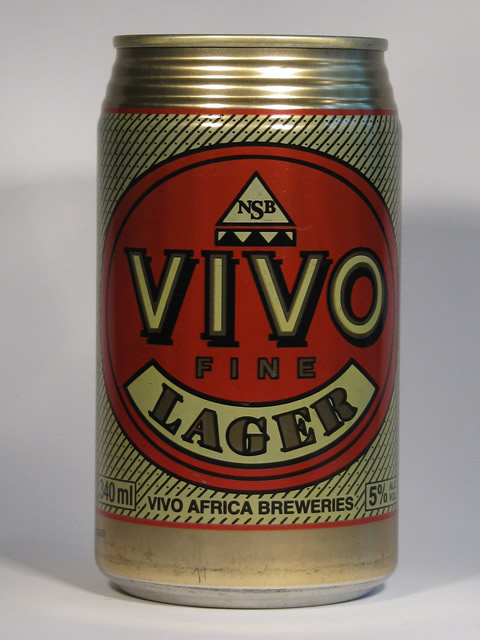 NSB
VIVO
FINE
LAGER
340 ml
VIVO AFRICA BREWERIES
5%